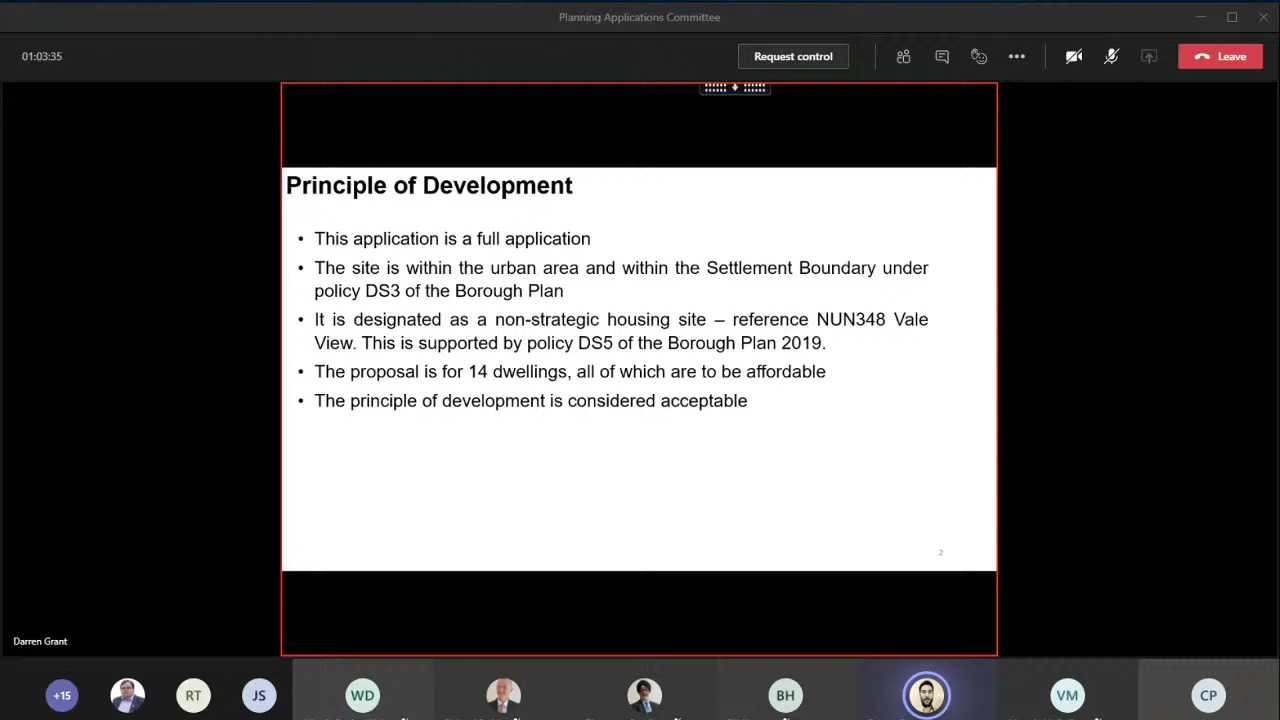 Planning Applications Committee
01:03:35
Request control
Leave
Principle of Development
• This application is a full application
• The site is within the urban area and within the Settlement Boundary under
policy DS3 of the Borough Plan
• It is designated as a non-strategic housing site – reference NUN348 Vale
View. This is supported by policy DS5 of the Borough Plan 2019.
• The proposal is for 14 dwellings, all of which are to be affordable
• The principle of development is considered acceptable
2
Darren Grant
+15
RT
JS
WD
BH
VM
CP